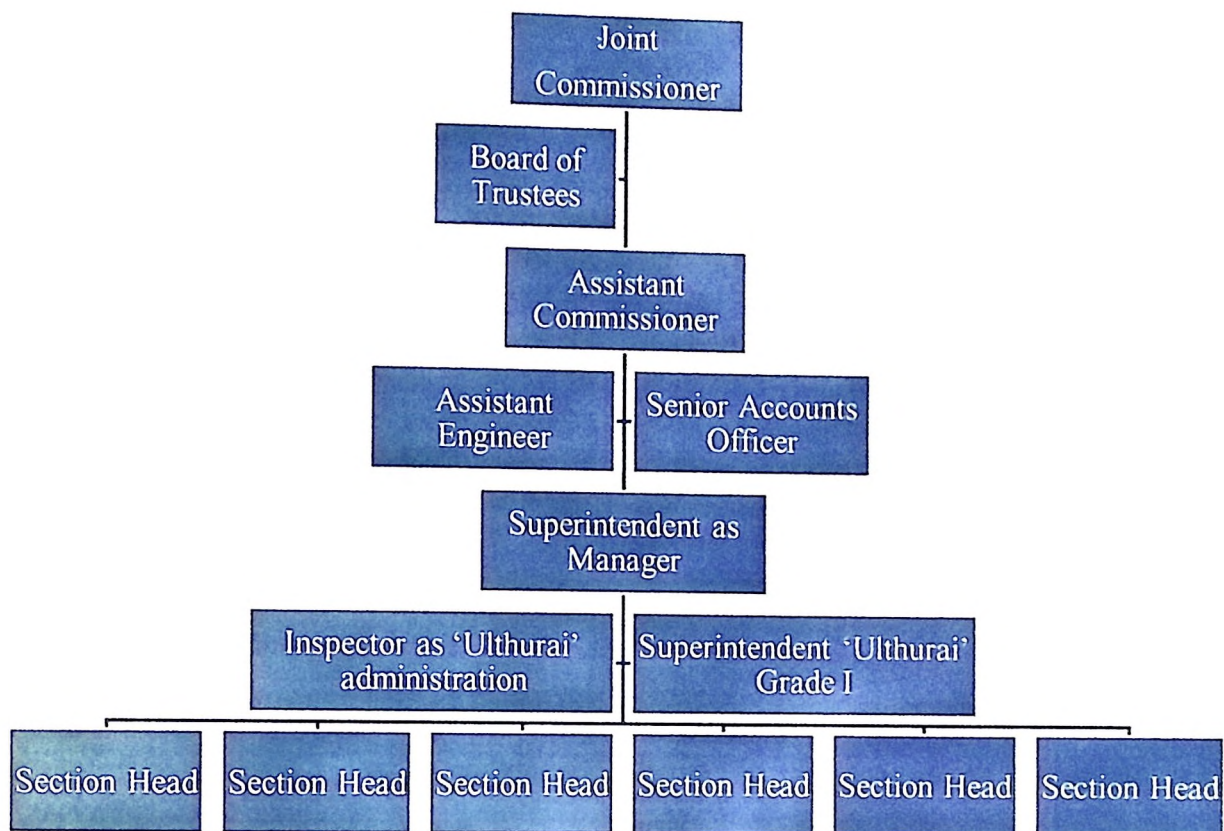 Joint
Commissioner
Board of
Trustees
Assistant
Commissioner
Assistant
Engineer
Senior Accounts
Officer
Superintendent as
Manager
Inspector as ‘Ulthurai’
administration
Superintendent ‘Ulthurai’
Grade I
Section Head
Section Head
Section Head
Section Head
Section Head
Section Head